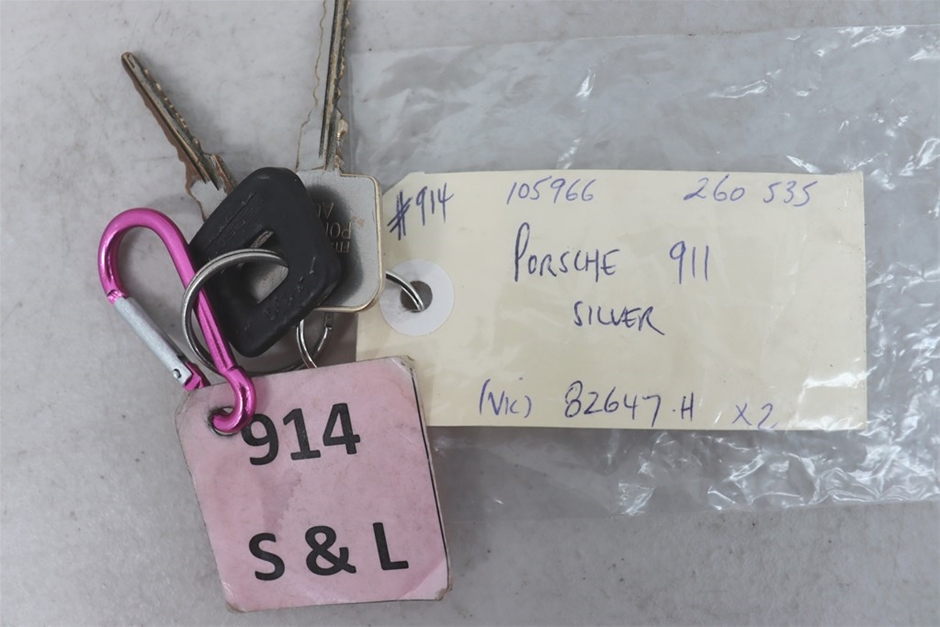 #914 105966 260 535
PORSCHE 911
SILVER
(VIC) 82647·H X2
914
S & L